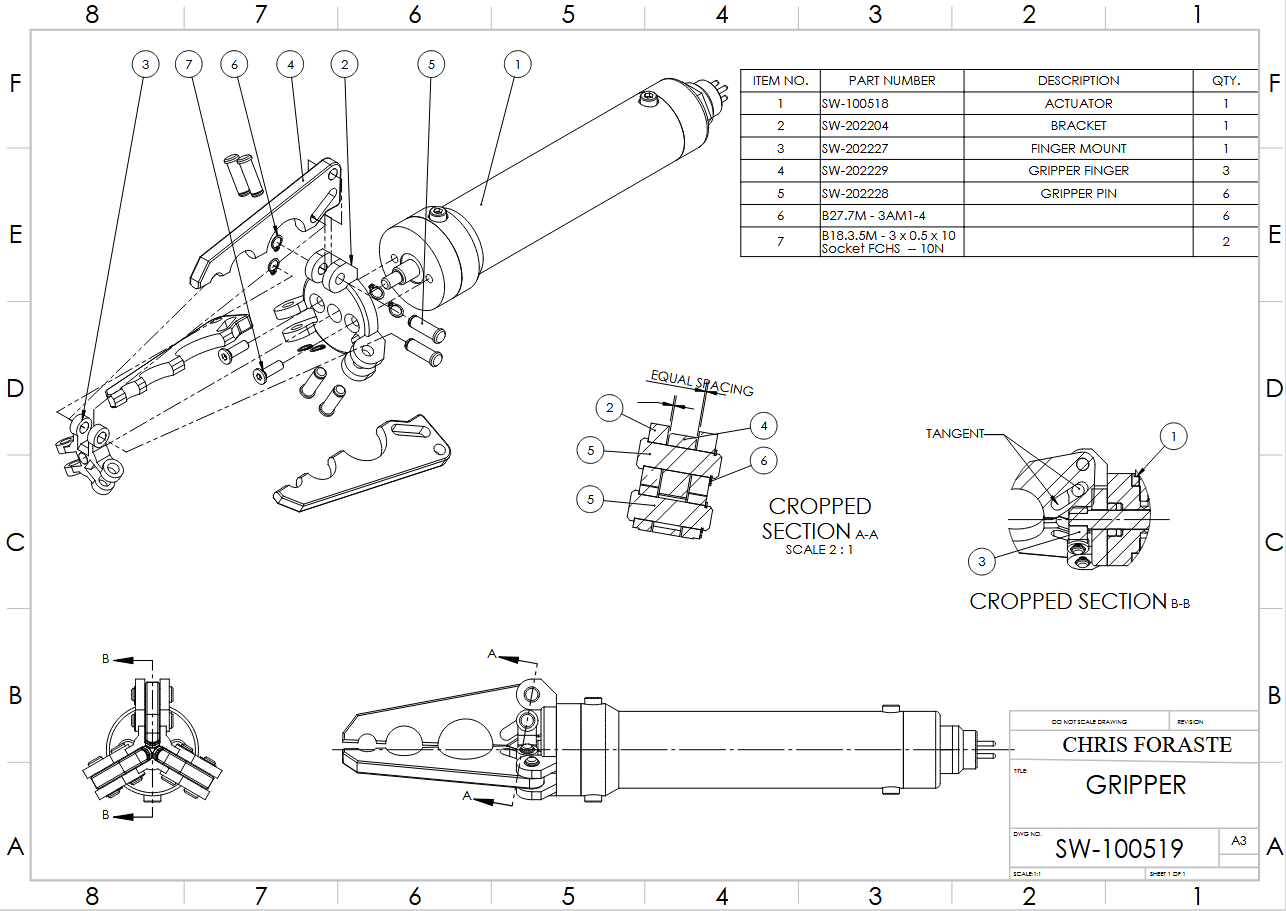 8 7 6 5 4 3 2 1
F F
3 7 6 4 2 5 1
ITEM NO. PART NUMBER DESCRIPTION QTY.
1 SW-100518 ACTUATOR 1
2 SW-202204 BRACKET 1
3 SW-202227 FINGER MOUNT 1
4 SW-202229 GRIPPER FINGER 3
5 SW-202228 GRIPPER PIN 6
6 B27.7M - 3AM1-4 6
7 B18.3.5M - 3 x 0.5 x 10
Socket FCHS -- 10N 2
E E
D D
EQUAL SPACING
2
4
5
6
5
CROPPED
SECTION A-A
SCALE 2 : 1
TANGENT
1
3
CROPPED SECTION B-B
C C
B
B
A
A
B B
DO NOT SCALE DRAWING REVISION
CHRIS FORASTE
TITLE:
GRIPPER
DWG NO.
SW-100519 A3
SCALE:1:1 SHEET 1 OF 1
A A
8 7 6 5 4 3 2 1